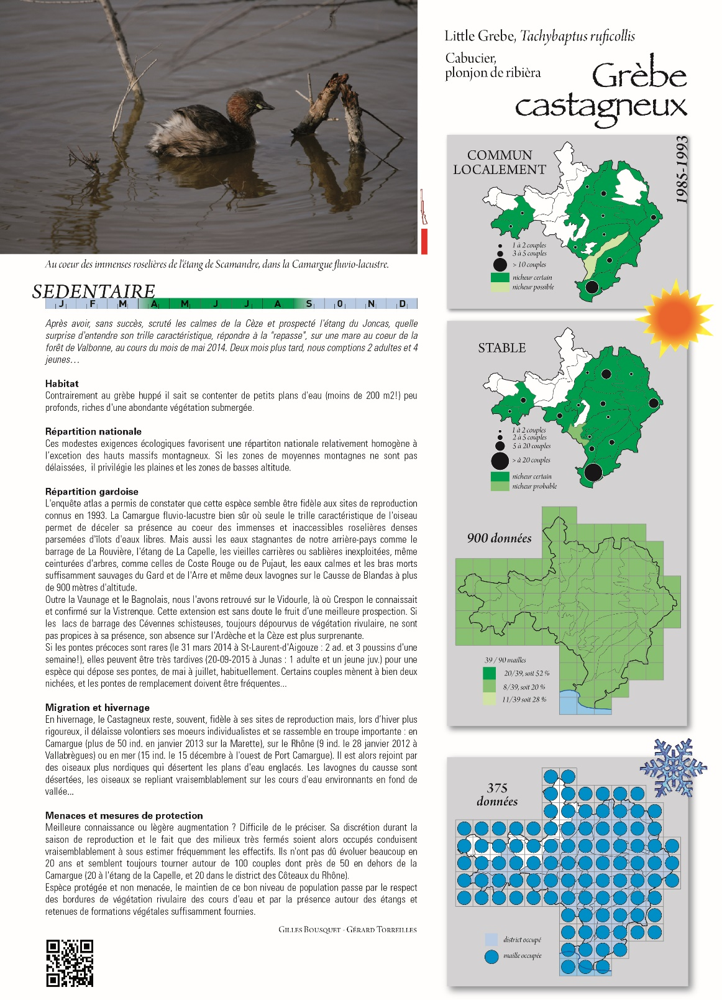 Little Grebe, Tachybaptus ruficollis
Cabucier,
plonjon de ribièra
Grèbe
castagneux
Au coeur des immenses roselières de l'étang de Scamandre, dans la Camargue fluvio-lacustre.
SEDENTAIRE
J F M A M J J A S O N D
Après avoir, sans succès, scruté les calmes de la Cèze et prospecté l'étang du Joncas, quelle
surprise d'entendre son trille caractéristique, répondre à la "repasse", sur une mare au coeur de la
forêt de Valbonne, au cours du mois de mai 2014. Deux mois plus tard, nous comptions 2 adultes et 4
jeunes…
Habitat
Contrairement au grèbe huppé il sait se contenter de petits plans d'eau (moins de 200 m2!) peu
profonds, riches d'une abondante végétation submergée.
Répartition nationale
Ces modestes exigences écologiques favorisent une répartiton nationale relativement homogène à
l'excetion des hauts massifs montagneux. Si les zones de moyennes montagnes ne sont pas
délaissées, il privilégie les plaines et les zones de basses altitude.
Répartition gardoise
L'enquête atlas a permis de constater que cette espèce semble être fidèle aux sites de reproduction
connus en 1993. La Camargue fluvio-lacustre bien sûr où seule le trille caractéristique de l'oiseau
permet de déceler sa présence au coeur des immenses et inaccessibles roselières denses
parsemées d'îlots d'eaux libres. Mais aussi les eaux stagnantes de notre arrière-pays comme le
barrage de La Rouvière, l'étang de La Capelle, les vieilles carrières ou sablières inexploitées, même
ceinturées d'arbres, comme celles de Coste Rouge ou de Pujaut, les eaux calmes et les bras morts
suffisamment sauvages du Gard et de l'Arre et même deux lavognes sur le Causse de Blandas à plus
de 900 mètres d'altitude.
Outre la Vaunage et le Bagnolais, nous l'avons retrouvé sur le Vidourle, là où Crespon le connaissait
et confirmé sur la Vistrenque. Cette extension est sans doute le fruit d'une meilleure prospection. Si
les lacs de barrage des Cévennes schisteuses, toujours dépourvus de végétation rivulaire, ne sont
pas propices à sa présence, son absence sur l'Ardèche et la Cèze est plus surprenante.
Si les pontes précoces sont rares (le 31 mars 2014 à St-Laurent-d'Aigouze : 2 ad. et 3 poussins d'une
semaine!), elles peuvent être très tardives (20-09-2015 à Junas : 1 adulte et un jeune juv.) pour une
espèce qui dépose ses pontes, de mai à juillet, habituellement. Certains couples mènent à bien deux
nichées, et les pontes de remplacement doivent être fréquentes...
Migration et hivernage
En hivernage, le Castagneux reste, souvent, fidèle à ses sites de reproduction mais, lors d'hiver plus
rigoureux, il délaisse volontiers ses moeurs individualistes et se rassemble en troupe importante : en
Camargue (plus de 50 ind. en janvier 2013 sur la Marette), sur le Rhône (9 ind. le 28 janvier 2012 à
Vallabrègues) ou en mer (15 ind. le 15 décembre à l'ouest de Port Camargue). Il est alors rejoint par
des oiseaux plus nordiques qui désertent les plans d'eau englacés. Les lavognes du causse sont
désertées, les oiseaux se repliant vraisemblablement sur les cours d'eau environnants en fond de
vallée...
Menaces et mesures de protection
Meilleure connaissance ou lègère augmentation ? Difficile de le préciser. Sa discrétion durant la
saison de reproduction et le fait que des milieux très fermés soient alors occupés conduisent
vraisemblablement à sous estimer fréquemment les effectifs. Ils n'ont pas dû évoluer beaucoup en
20 ans et semblent toujours tourner autour de 100 couples dont près de 50 en dehors de la
Camargue (20 à l'étang de la Capelle, et 20 dans le district des Côteaux du Rhône).
Espèce protégée et non menacée, le maintien de ce bon niveau de population passe par le respect
des bordures de végétation rivulaire des cours d'eau et par la présence autour des étangs et
retenues de formations végétales suffisamment fournies.
GILLES BOUSQUET - GÉRARD TORREILLES
COMMUN
LOCALEMENT
1985-1993
1 à 2 couples
3 à 5 couples
> 10 couples
nicheur certain
nicheur possible
STABLE
1 à 2 couples
2 à 5 couples
5 à 20 couples
> à 20 couples
nicheur certain
nicheur probable
900 données
39 / 90 mailles
20/39, soit 52 %
8/39, soit 20 %
11/39 soit 28 %
375
données
district occupé
maille occupée